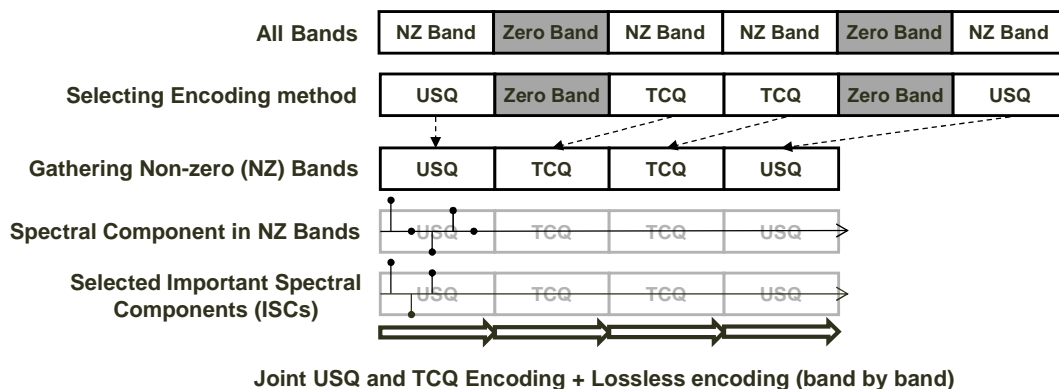 All Bands NZ Band Zero Band NZ Band NZ Band Zero Band NZ Band
Selecting Encoding method USQ Zero Band TCQ TCQ Zero Band USQ
Gathering Non-zero (NZ) Bands USQ TCQ TCQ USQ
Spectral Component in NZ Bands USQ TCQ TCQ USQ
Selected Important Spectral
Components (ISCs) USQ TCQ TCQ USQ
Joint USQ and TCQ Encoding + Lossless encoding (band by band)